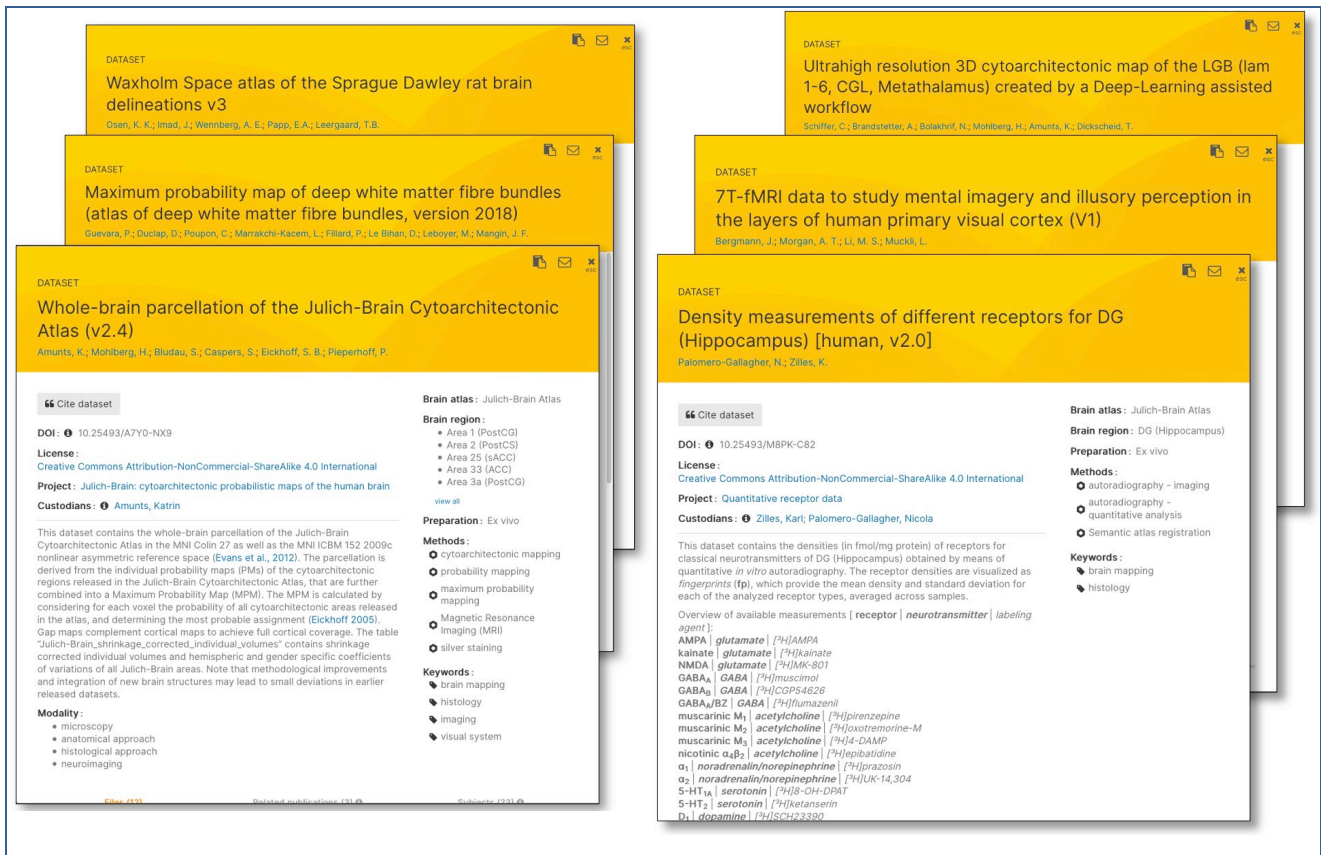 esc
DATASET
Waxholm Space atlas of the Sprague Dawley rat brain
delineations v3
Osen, K. K.; Imad, J.; Wennberg, A. E.; Papp, E.A.; Leergaard, T.B.
esc
DATASET
Maximum probability map of deep white matter fibre bundles
(atlas of deep white matter fibre bundles, version 2018)
Guevara, P.; Duclap, D.; Poupon, C.; Marrakchi-Kacem, L.; Fillard, P.; Le Bihan, D.; Leboyer, M.; Mangin, J. F.
esc
DATASET
Whole-brain parcellation of the Julich-Brain Cytoarchitectonic
Atlas (v2.4)
Amunts, K.; Mohlberg, H.; Bludau, S.; Caspers, S.; Eickhoff, S. B.; Pieperhoff, P.
Cite dataset
DOI: 10.25493/A7Y0-NX9
License:
Creative Commons Attribution-NonCommercial-ShareAlike 4.0 International
Project: Julich-Brain: cytoarchitectonic probabilistic maps of the human brain
Custodians: Amunts, Katrin
This dataset contains the whole-brain parcellation of the Julich-Brain
Cytoarchitectonic Atlas in the MNI Colin 27 as well as the MNI ICBM 152 2009c
nonlinear asymmetric reference space (Evans et al., 2012). The parcellation is
derived from the individual probability maps (PMs) of the cytoarchitectonic
regions released in the Julich-Brain Cytoarchitectonic Atlas, that are further
combined into a Maximum Probability Map (MPM). The MPM is calculated by
considering for each voxel the probability of all cytoarchitectonic areas released
in the atlas, and determining the most probable assignment (Eickhoff 2005).
Gap maps complement cortical maps to achieve full cortical coverage. The table
"Julich-Brain_shrinkage_corrected_individual_volumes" contains shrinkage
corrected individual volumes and hemispheric and gender specific coefficients
of variations of all Julich-Brain areas. Note that methodological improvements
and integration of new brain structures may lead to small deviations in earlier
released datasets.
Modality:
• microscopy
• anatomical approach
• histological approach
• neuroimaging
Files (12)
Related publications (3)
Subjects (23)
Brain atlas: Julich-Brain Atlas
Brain region:
• Area 1 (PostCG)
• Area 2 (PostCS)
• Area 25 (sACC)
• Area 33 (ACC)
• Area 3a (PostCG)
view all
Preparation: Ex vivo
Methods:
cytoarchitectonic mapping
probability mapping
maximum probability
mapping
Magnetic Resonance
Imaging (MRI)
silver staining
Keywords:
brain mapping
histology
imaging
visual system
esc
DATASET
Ultrahigh resolution 3D cytoarchitectonic map of the LGB (lam
1-6, CGL, Metathalamus) created by a Deep-Learning assisted
workflow
Schiffer, C.; Brandstetter, A.; Bolakhrif, N.; Mohlberg, H.; Amunts, K.; Dickscheid, T.
esc
DATASET
7T-fMRI data to study mental imagery and illusory perception in
the layers of human primary visual cortex (V1)
Bergmann, J.; Morgan, A. T.; Li, M. S.; Muckli, L.
esc
DATASET
Density measurements of different receptors for DG
(Hippocampus) [human, v2.0]
Palomero-Gallagher, N.; Zilles, K.
Cite dataset
DOI: 10.25493/M8PK-C82
License:
Creative Commons Attribution-NonCommercial-ShareAlike 4.0 International
Project: Quantitative receptor data
Custodians: Zilles, Karl; Palomero-Gallagher, Nicola
This dataset contains the densities (in fmol/mg protein) of receptors for
classical neurotransmitters of DG (Hippocampus) obtained by means of
quantitative in vitro autoradiography. The receptor densities are visualized as
fingerprints (fp), which provide the mean density and standard deviation for
each of the analyzed receptor types, averaged across samples.
Overview of available measurements [ receptor | neurotransmitter | labeling
agent ]:
AMPA | glutamate | [³H]AMPA
kainate | glutamate | [³H]kainate
NMDA | glutamate | [³H]MK-801
GABA_A | GABA | [³H]muscimol
GABA_B | GABA | [³H]CGP54626
GABA_A/BZ | GABA | [³H]flumazenil
muscarinic M₁ | acetylcholine | [³H]pirenzepine
muscarinic M₂ | acetylcholine | [³H]oxotremorine-M
muscarinic M₃ | acetylcholine | [³H]4-DAMP
nicotinic α₄β₂ | acetylcholine | [³H]epibatidine
α₁ | noradrenalin/norepinephrine | [³H]prazosin
α₂ | noradrenalin/norepinephrine | [³H]UK-14,304
5-HT₁A | serotonin | [³H]8-OH-DPAT
5-HT₂ | serotonin | [³H]ketanserin
D₁ | dopamine | [³H]SCH23390
Brain atlas: Julich-Brain Atlas
Brain region: DG (Hippocampus)
Preparation: Ex vivo
Methods:
autoradiography - imaging
autoradiography -
quantitative analysis
Semantic atlas registration
Keywords:
brain mapping
histology